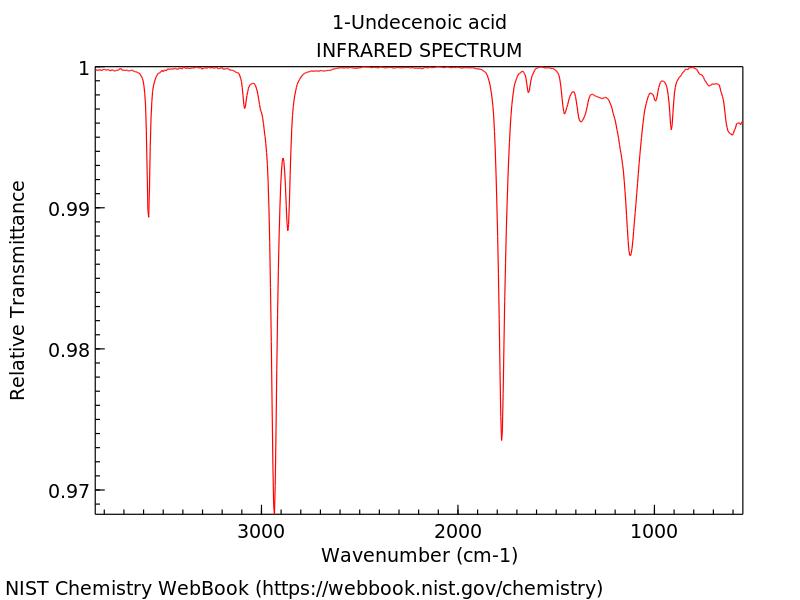 1-Undecenoic acid
INFRARED SPECTRUM
1
0.99
0.98
0.97
Relative Transmittance
3000 2000 1000
Wavenumber (cm-1)
NIST Chemistry WebBook (https://webbook.nist.gov/chemistry)